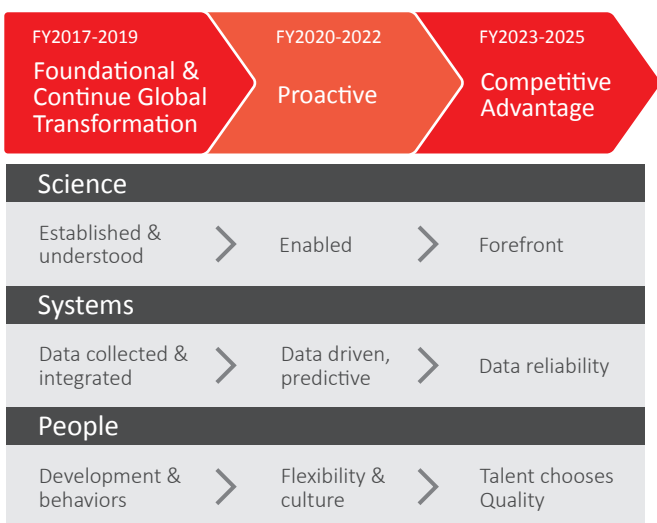 FY2017-2019
Foundational &
Continue Global
Transformation
FY2020-2022
Proactive
FY2023-2025
Competitive
Advantage
Science
Established &
understood
Enabled
Forefront
Systems
Data collected &
integrated
Data driven,
predictive
Data reliability
People
Development &
behaviors
Flexibility &
culture
Talent chooses
Quality